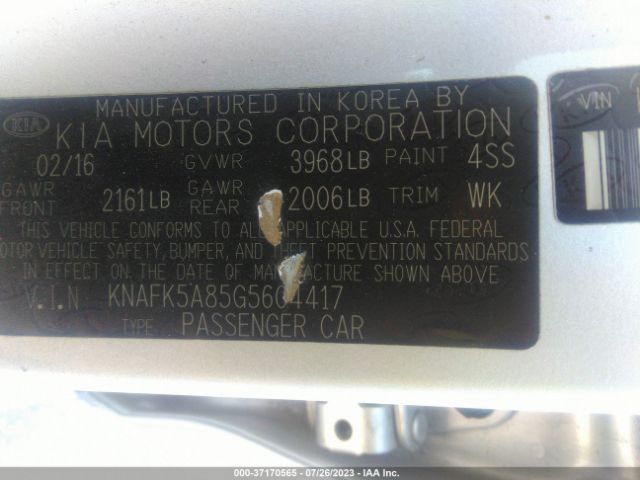 MANUFACTURED IN KOREA BY
KIA KIA MOTORS CORPORATION
02/16 GVWR 3968LB PAINT 4SS
GAWR FRONT 2161LB GAWR REAR 2006LB TRIM WK
THIS VEHICLE CONFORMS TO ALL APPLICABLE U.S.A. FEDERAL
MOTOR VEHICLE SAFETY, BUMPER, AND PREVENTION STANDARDS
IN EFFECT ON THE DATE OF MANUFACTURE SHOWN ABOVE
V.I.N KNAFK5A85G5604417
TYPE PASSENGER CAR
VIN
000-37170565 - 07/26/2023 - IAA Inc.